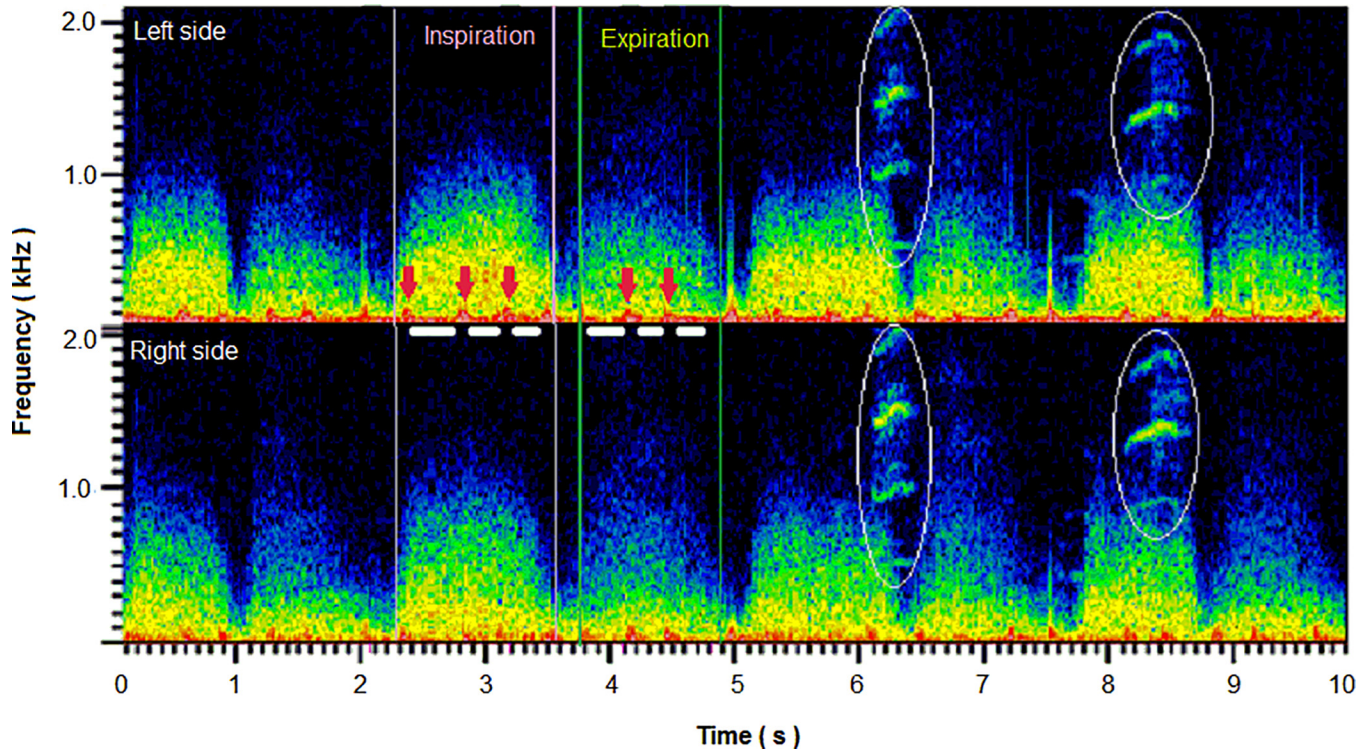 2.0
Left side
Inspiration
Expiration
1.0
2.0
Right side
1.0
Frequency ( kHz )
0 1 2 3 4 5 6 7 8 9 10
Time ( s )